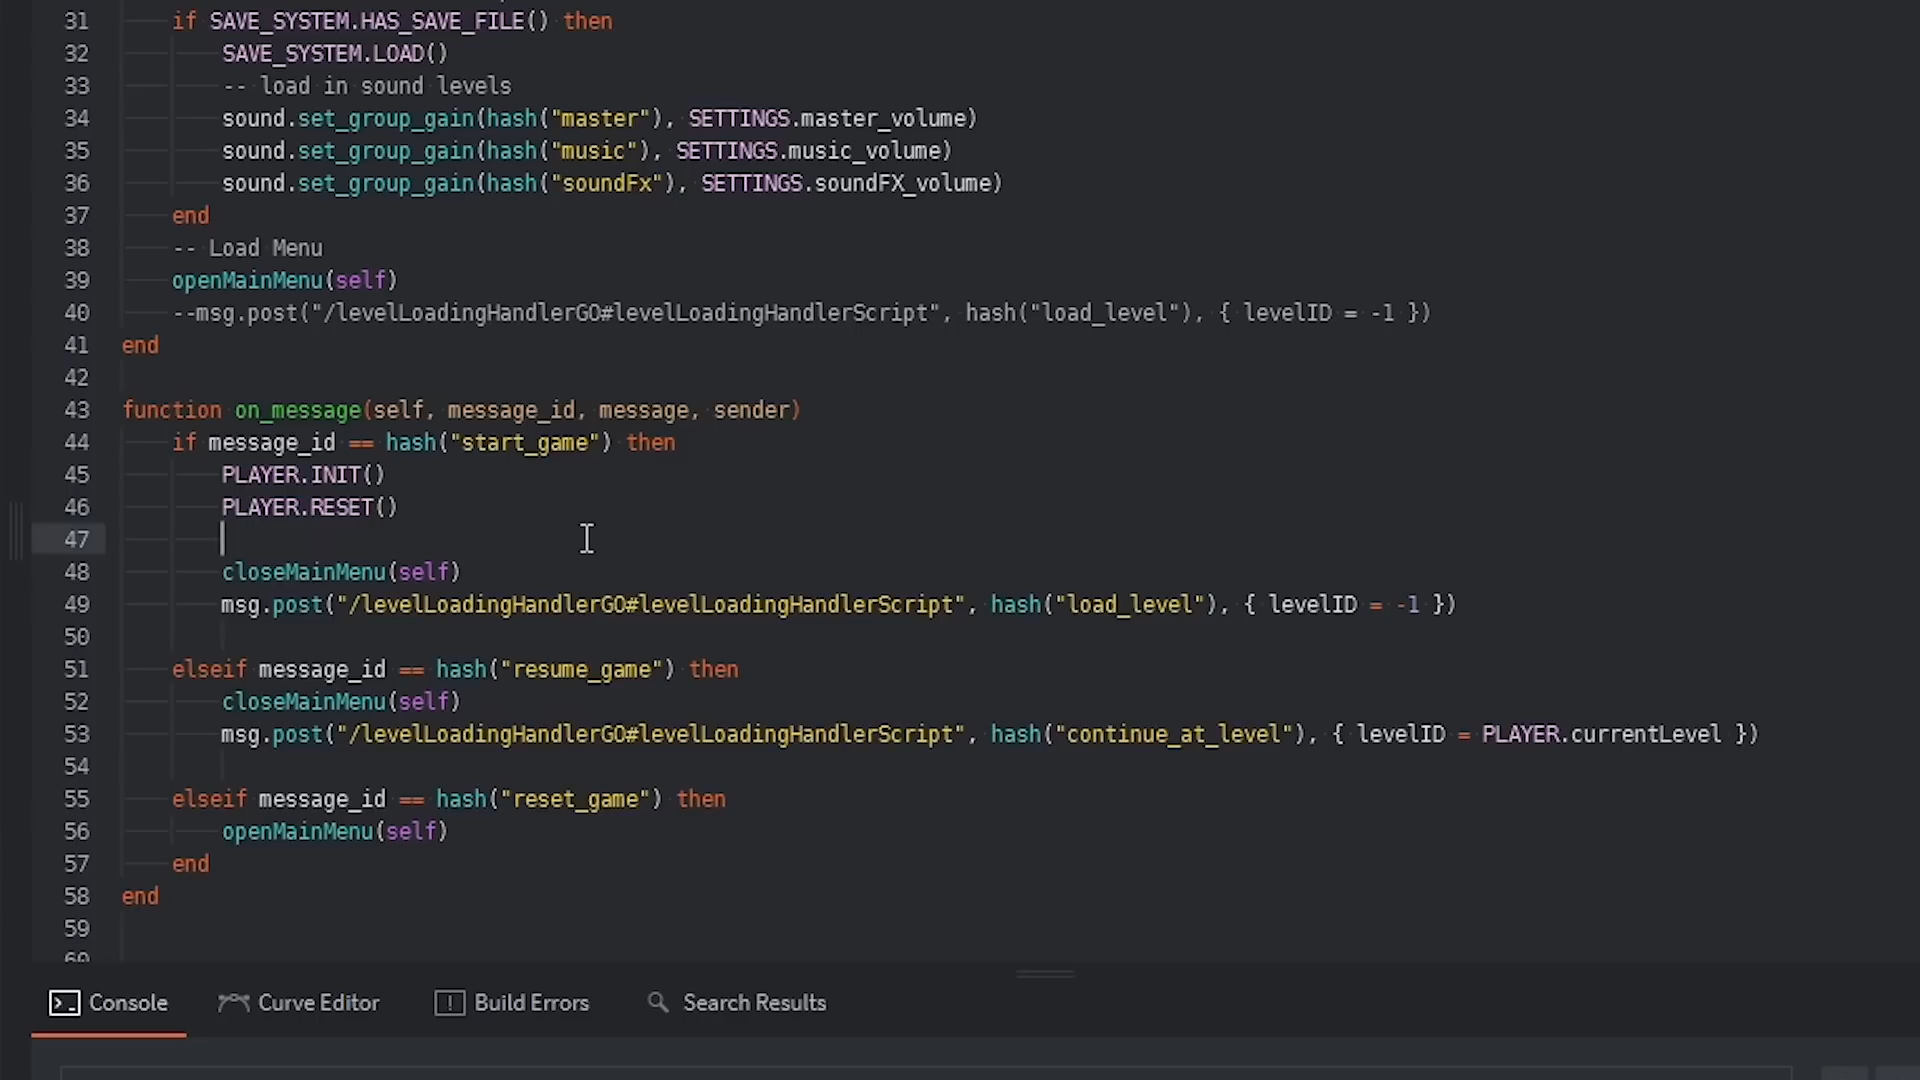 31 if SAVE_SYSTEM.HAS_SAVE_FILE() then
32 SAVE_SYSTEM.LOAD()
33 -- load in sound levels
34 sound.set_group_gain(hash("master"), SETTINGS.master_volume)
35 sound.set_group_gain(hash("music"), SETTINGS.music_volume)
36 sound.set_group_gain(hash("soundFx"), SETTINGS.soundFX_volume)
37 end
38 -- Load Menu
39 openMainMenu(self)
40 --msg.post("/levelLoadingHandlerGO#levelLoadingHandlerScript", hash("load_level"), { levelID = -1 })
41 end
42
43 function on_message(self, message_id, message, sender)
44 if message_id == hash("start_game") then
45 PLAYER.INIT()
46 PLAYER.RESET()
47
48 closeMainMenu(self)
49 msg.post("/levelLoadingHandlerGO#levelLoadingHandlerScript", hash("load_level"), { levelID = -1 })
50
51 elseif message_id == hash("resume_game") then
52 closeMainMenu(self)
53 msg.post("/levelLoadingHandlerGO#levelLoadingHandlerScript", hash("continue_at_level"), { levelID = PLAYER.currentLevel })
54
55 elseif message_id == hash("reset_game") then
56 openMainMenu(self)
57 end
58 end
59
60
Console Curve Editor Build Errors Search Results